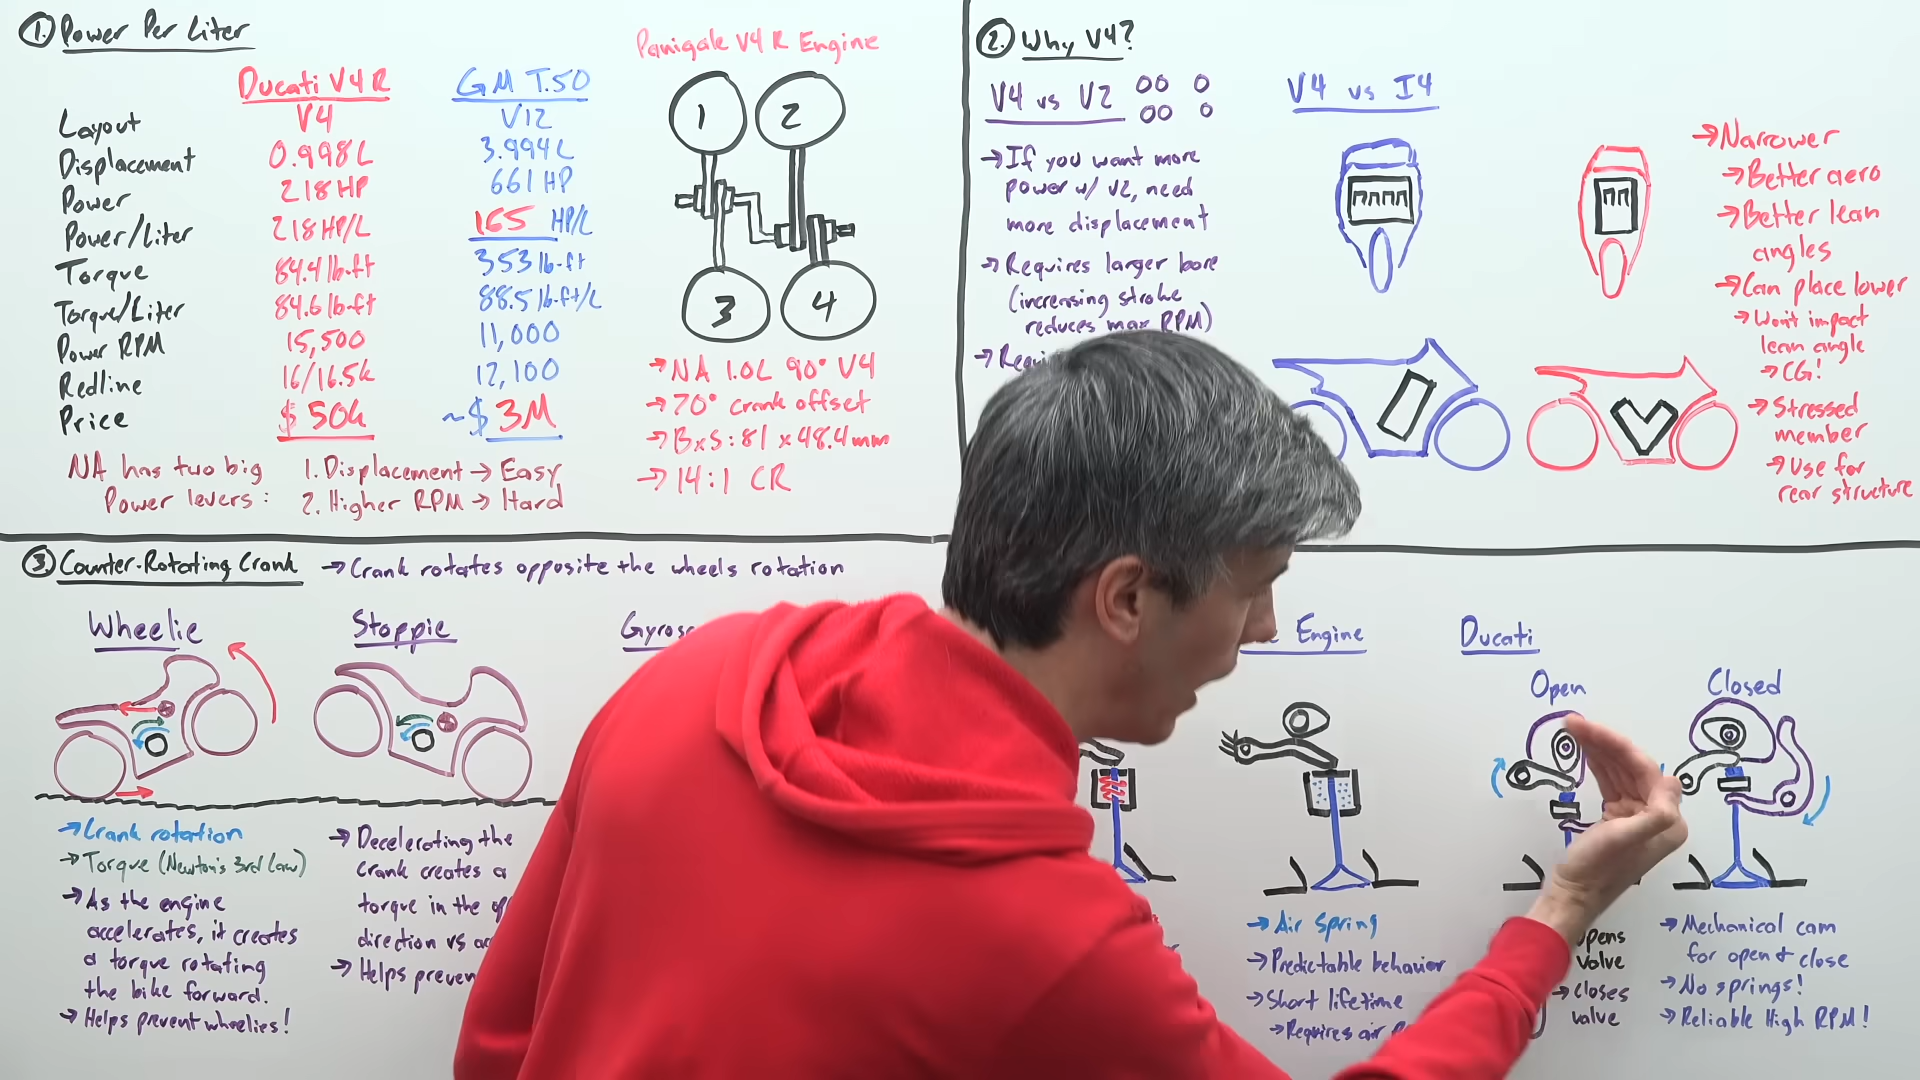 ① Power Per Liter
Ducati V4 R
GM T.50
Layout V4 V12
Displacement 0.998L 3.994L
Power 218HP 661HP
Power/Liter 218HP/L 165 HP/L
Torque 84.4 lb-ft 353 lb-ft
Torque/Liter 84.6 lb-ft 88.5 lb-ft/L
Power RPM 15,500 11,000
Redline 16/16.5k 12,100
Price $50k ~$3M
NA has two big
Power levers:
1. Displacement → Easy
2. Higher RPM → Hard
Panigale V4 R Engine
1 2
3 4
→ NA 1.0L 90° V4
→ 70° crank offset
→ BxS: 81 x 48.4mm
→ 14:1 CR
② Why V4?
V4 vs V2
→ If you want more
power w/ V2, need
more displacement
→ Requires larger bore
(increasing stroke
reduces max RPM)
V4 vs I4
→ Narrower
→ Better aero
→ Better lean
angles
→ Can place lower
→ Won't impact
lean angle
→ CG!
→ Stressed
member
→ Use for
rear structure
③ Counter-Rotating Crank → Crank rotates opposite the wheels rotation
Wheelie
→ Crank rotation
→ Torque (Newton's 3rd Law)
→ As the engine
accelerates, it creates
a torque rotating
the bike forward.
→ Helps prevent wheelies!
Stoppie
→ Decelerating the
crank creates a
torque in the
direction vs
→ Helps
Engine
→ Air Spring
→ Predictable behavior
→ Short lifetime
→ Requires air
Ducati
Open
valve
→ closes
valve
Closed
→ Mechanical cam
for open & close
→ No springs!
→ Reliable High RPM!